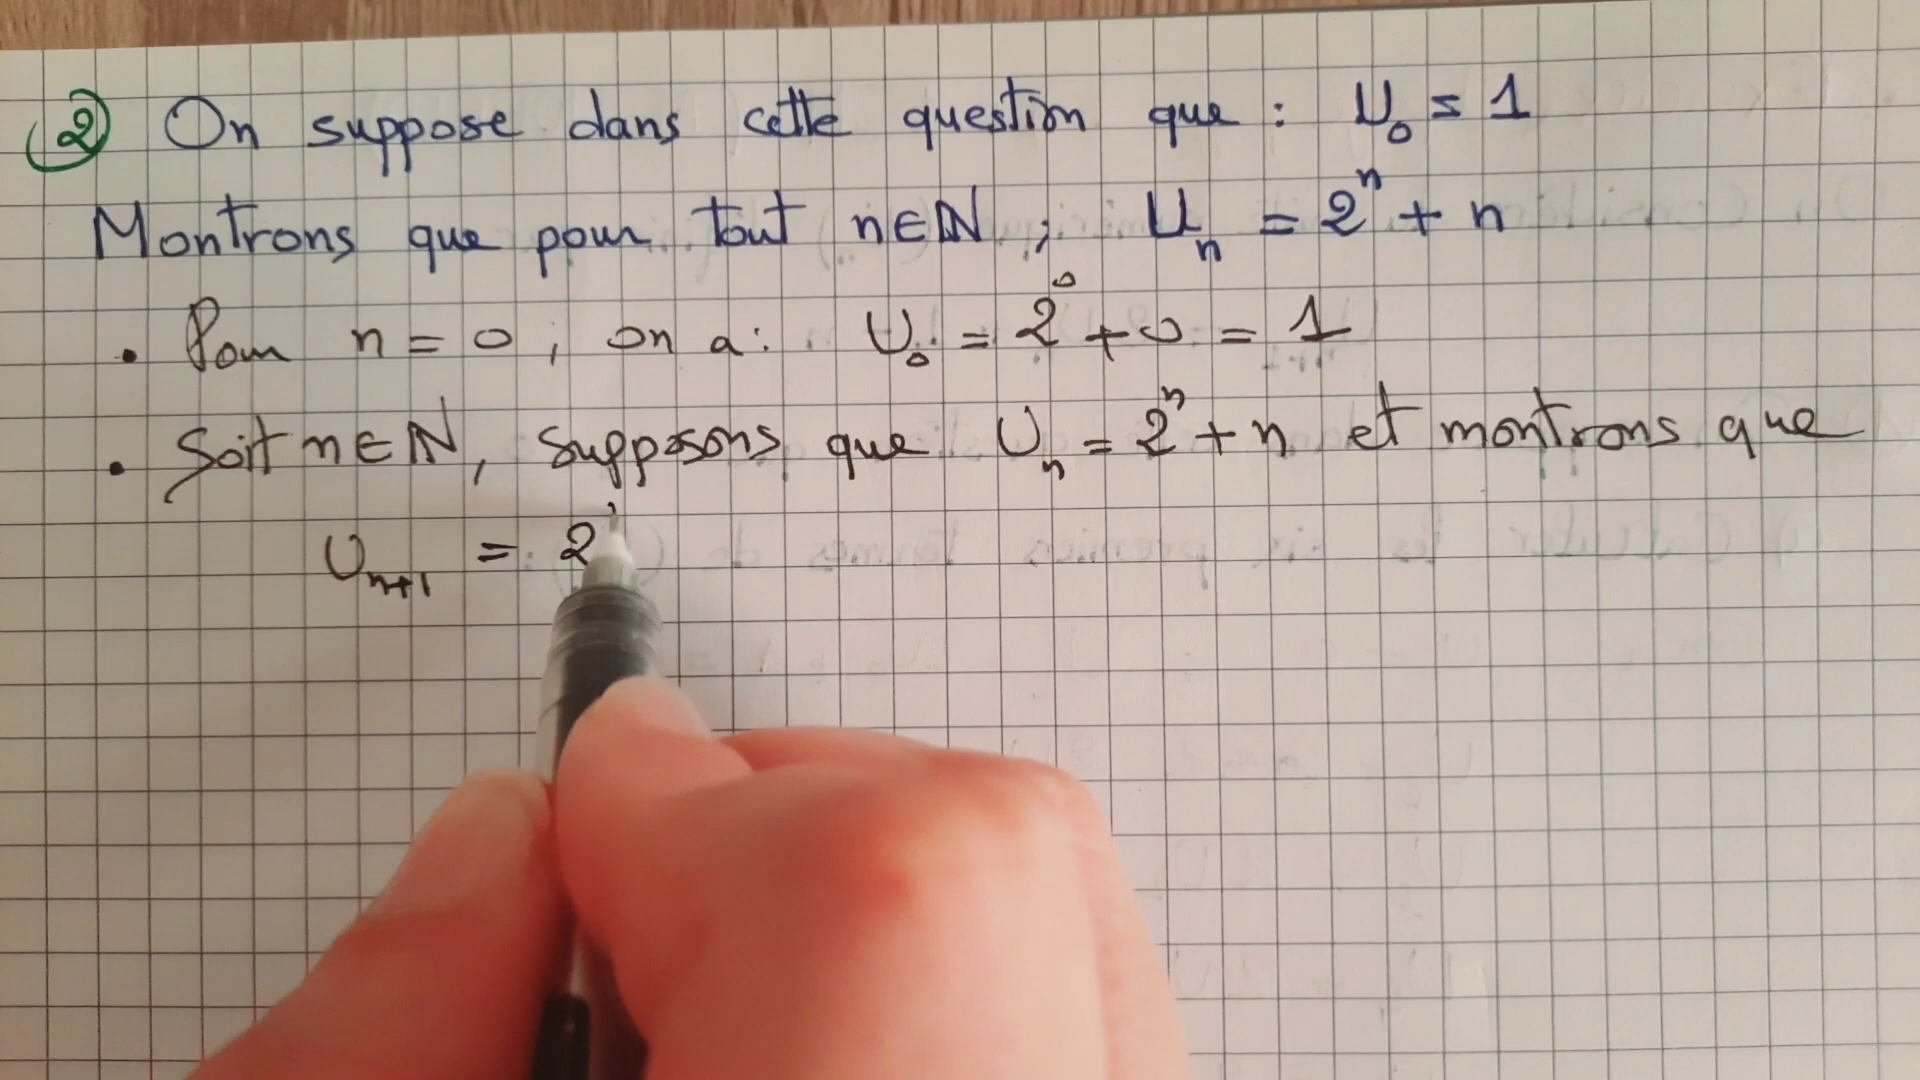 ② On suppose dans cette question que : U₀ = 1
Montrons que pour tout n∈ℕ ; Uₙ = 2ⁿ + n
• Pour n = 0 ; on a : U₀ = 2⁰ + 0 = 1
• Soit n∈ℕ, supposons que Uₙ = 2ⁿ + n et montrons que
Uₙ₊₁ = 2